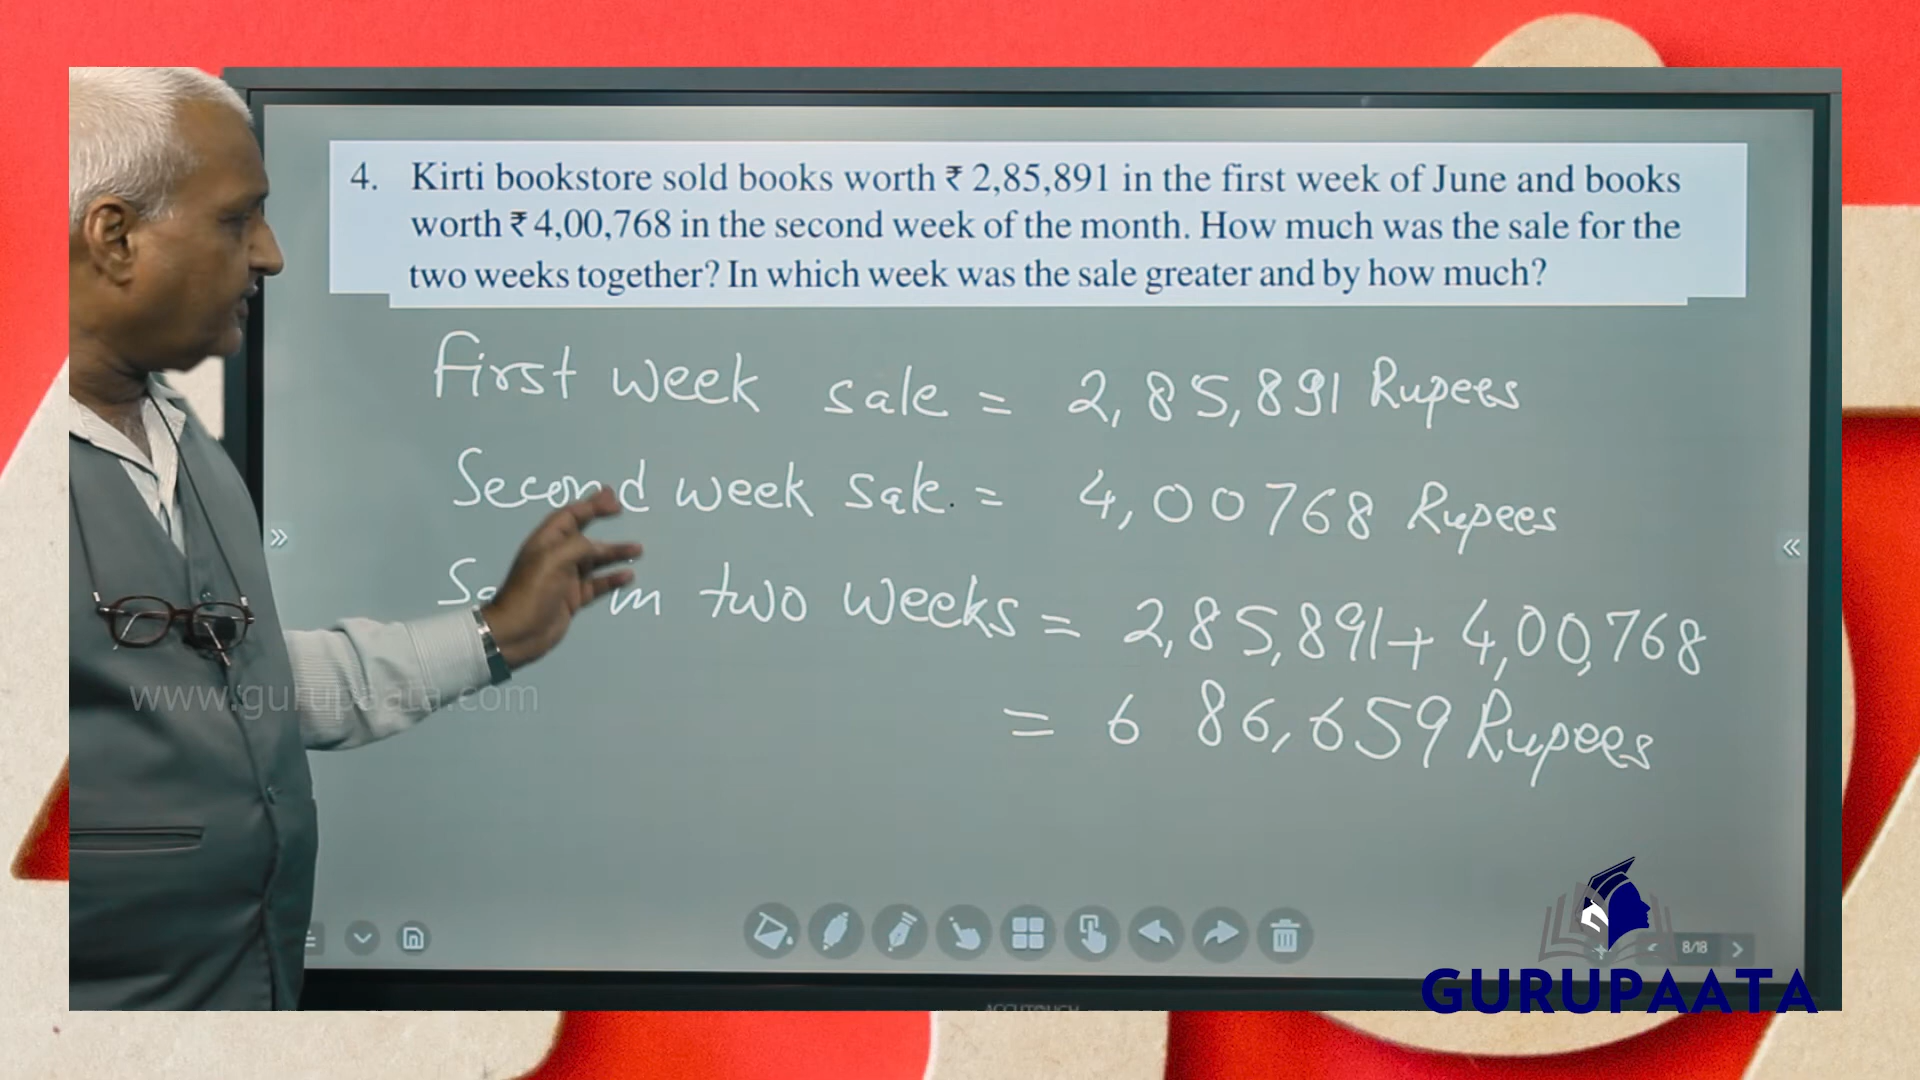 4. Kirti bookstore sold books worth ₹ 2,85,891 in the first week of June and books
worth ₹ 4,00,768 in the second week of the month. How much was the sale for the
two weeks together? In which week was the sale greater and by how much?
First week sale = 2,85,891 Rupees
Second week sale = 4,00768 Rupees
in two weeks = 2,85,891+ 4,00,768
= 6 86,659 Rupees
www.gurupaata.com
8/18
GURUPAATA
ACCUTOUCH